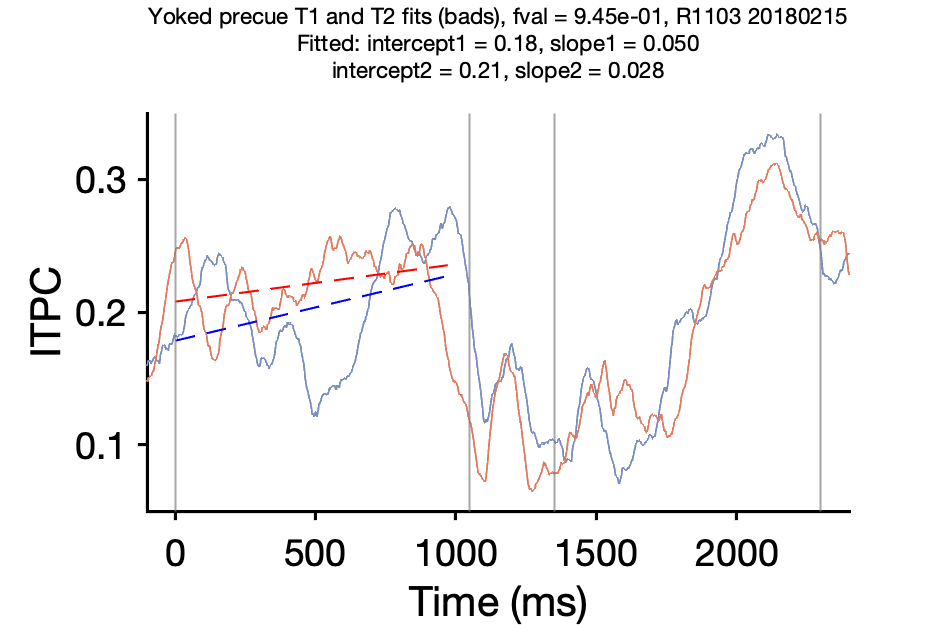 Yoked precue T1 and T2 fits (bads), fval = 9.45e-01, R1103 20180215
Fitted: intercept1 = 0.18, slope1 = 0.050
intercept2 = 0.21, slope2 = 0.028
ITPC
0.3
0.2
0.1
0 500 1000 1500 2000
Time (ms)